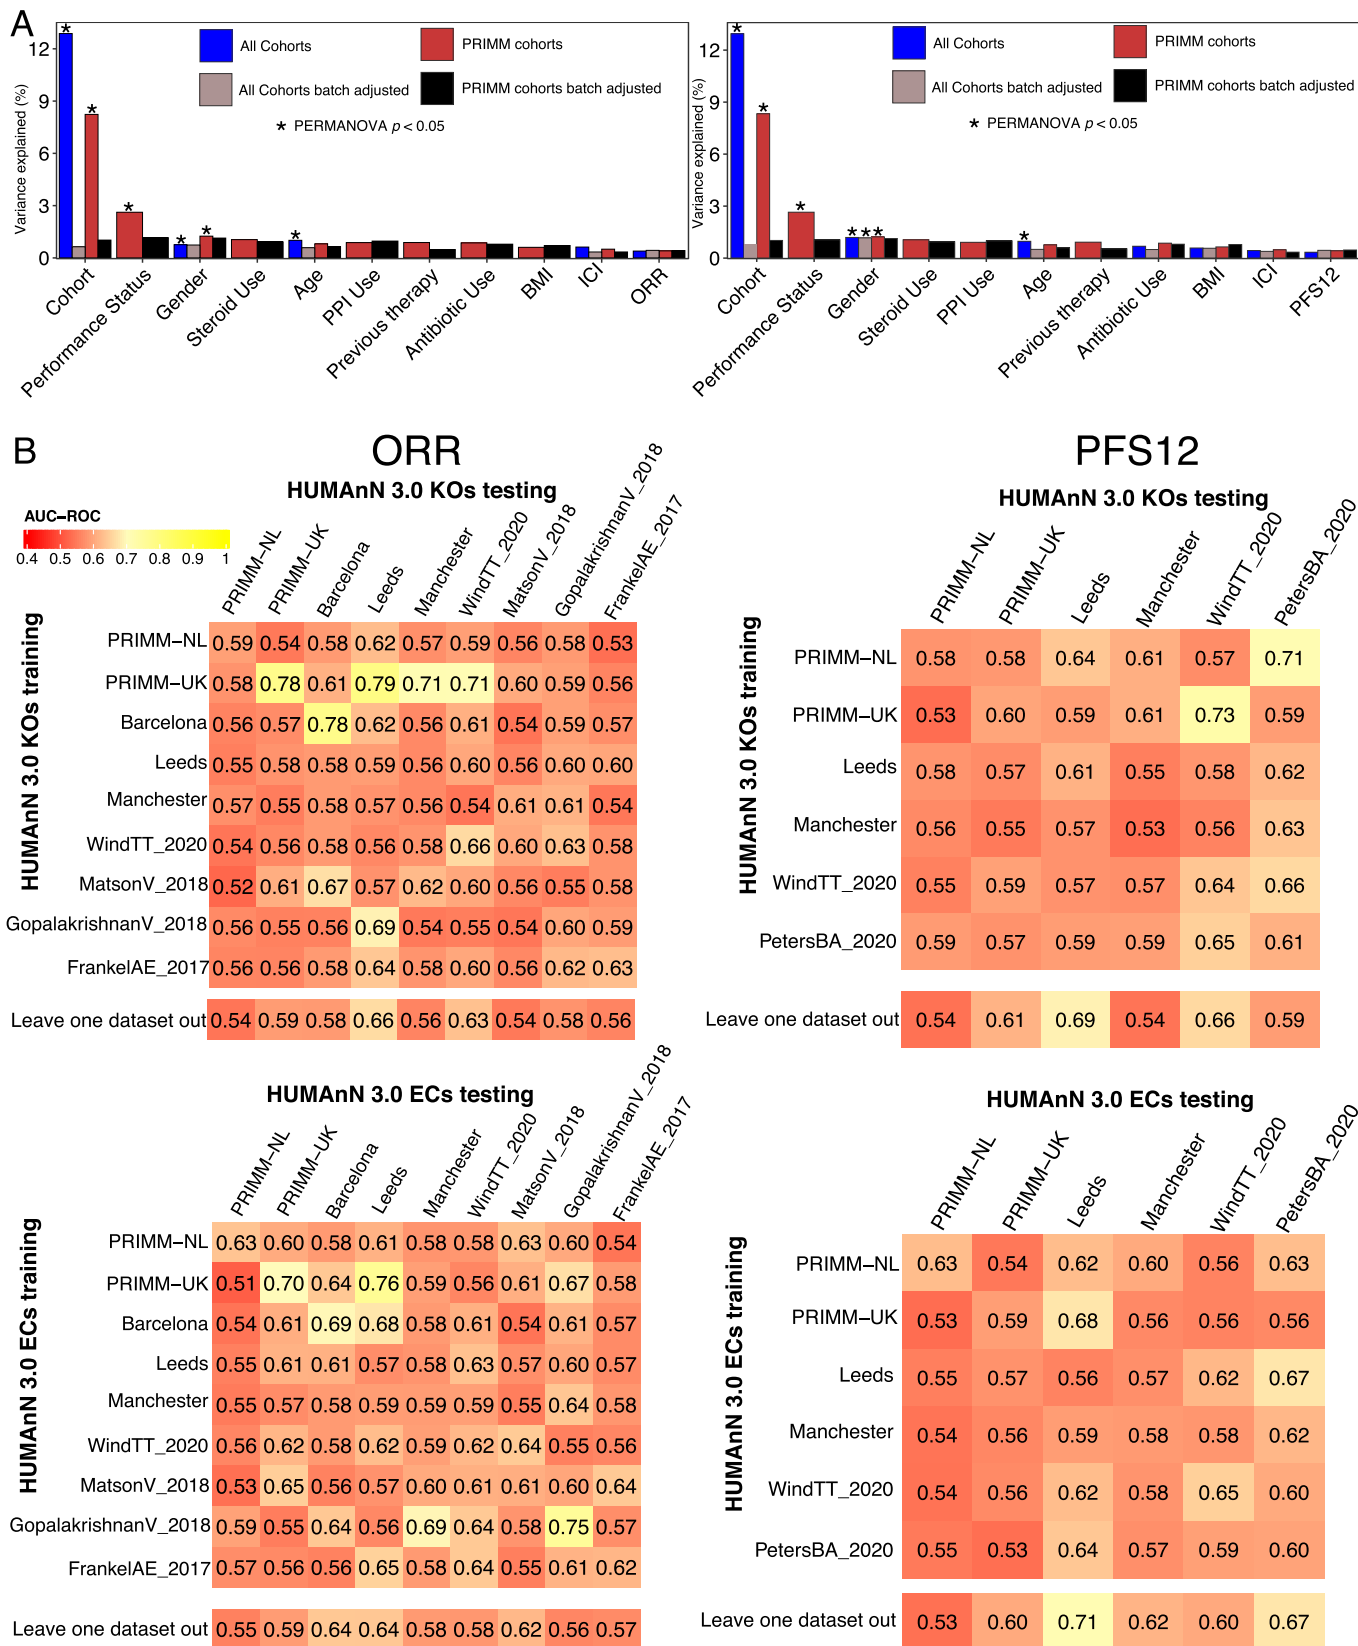 A
Variance explained (%)
12
9
6
3
0
*
*
*
*
*
*
All Cohorts
PRIMM cohorts
All Cohorts batch adjusted
PRIMM cohorts batch adjusted
* PERMANOVA p < 0.05
Cohort
Performance Status
Gender
Steroid Use
Age
PPI Use
Previous therapy
Antibiotic Use
BMI
ICI
ORR
Variance explained (%)
12
9
6
3
0
*
*
*
***
*
All Cohorts
PRIMM cohorts
All Cohorts batch adjusted
PRIMM cohorts batch adjusted
* PERMANOVA p < 0.05
Cohort
Performance Status
Gender
Steroid Use
PPI Use
Age
Previous therapy
Antibiotic Use
BMI
ICI
PFS12
B
ORR
HUMAnN 3.0 KOs testing
AUC−ROC
0.4 0.5 0.6 0.7 0.8 0.9 1
PRIMM−NL PRIMM−UK Barcelona Leeds Manchester WindTT_2020 MatsonV_2018 GopalakrishnanV_2018 FrankelAE_2017
HUMAnN 3.0 KOs training
PRIMM−NL 0.59 0.54 0.58 0.62 0.57 0.59 0.56 0.58 0.53
PRIMM−UK 0.58 0.78 0.61 0.79 0.71 0.71 0.60 0.59 0.56
Barcelona 0.56 0.57 0.78 0.62 0.56 0.61 0.54 0.59 0.57
Leeds 0.55 0.58 0.58 0.59 0.56 0.60 0.56 0.60 0.60
Manchester 0.57 0.55 0.58 0.57 0.56 0.54 0.61 0.61 0.54
WindTT_2020 0.54 0.56 0.58 0.56 0.58 0.66 0.60 0.63 0.58
MatsonV_2018 0.52 0.61 0.67 0.57 0.62 0.60 0.56 0.55 0.58
GopalakrishnanV_2018 0.56 0.55 0.56 0.69 0.54 0.55 0.54 0.60 0.59
FrankelAE_2017 0.56 0.56 0.58 0.64 0.58 0.60 0.56 0.62 0.63
Leave one dataset out 0.54 0.59 0.58 0.66 0.56 0.63 0.54 0.58 0.56
PFS12
HUMAnN 3.0 KOs testing
PRIMM−NL PRIMM−UK Leeds Manchester WindTT_2020 PetersBA_2020
HUMAnN 3.0 KOs training
PRIMM−NL 0.58 0.58 0.64 0.61 0.57 0.71
PRIMM−UK 0.53 0.60 0.59 0.61 0.73 0.59
Leeds 0.58 0.57 0.61 0.55 0.58 0.62
Manchester 0.56 0.55 0.57 0.53 0.56 0.63
WindTT_2020 0.55 0.59 0.57 0.57 0.64 0.66
PetersBA_2020 0.59 0.57 0.59 0.59 0.65 0.61
Leave one dataset out 0.54 0.61 0.69 0.54 0.66 0.59
HUMAnN 3.0 ECs testing
PRIMM−NL PRIMM−UK Barcelona Leeds Manchester WindTT_2020 MatsonV_2018 GopalakrishnanV_2018 FrankelAE_2017
HUMAnN 3.0 ECs training
PRIMM−NL 0.63 0.60 0.58 0.61 0.58 0.58 0.63 0.60 0.54
PRIMM−UK 0.51 0.70 0.64 0.76 0.59 0.56 0.61 0.67 0.58
Barcelona 0.54 0.61 0.69 0.68 0.58 0.61 0.54 0.61 0.57
Leeds 0.55 0.61 0.61 0.57 0.58 0.63 0.57 0.60 0.57
Manchester 0.55 0.57 0.58 0.59 0.59 0.59 0.55 0.64 0.58
WindTT_2020 0.56 0.62 0.58 0.62 0.59 0.62 0.64 0.55 0.56
MatsonV_2018 0.53 0.65 0.56 0.57 0.60 0.61 0.61 0.60 0.64
GopalakrishnanV_2018 0.59 0.55 0.64 0.56 0.69 0.64 0.58 0.75 0.57
FrankelAE_2017 0.57 0.56 0.56 0.65 0.58 0.64 0.55 0.61 0.62
Leave one dataset out 0.55 0.59 0.64 0.64 0.58 0.58 0.62 0.56 0.57
HUMAnN 3.0 ECs testing
PRIMM−NL PRIMM−UK Leeds Manchester WindTT_2020 PetersBA_2020
HUMAnN 3.0 ECs training
PRIMM−NL 0.63 0.54 0.62 0.60 0.56 0.63
PRIMM−UK 0.53 0.59 0.68 0.56 0.56 0.56
Leeds 0.55 0.57 0.56 0.57 0.62 0.67
Manchester 0.54 0.56 0.59 0.58 0.58 0.62
WindTT_2020 0.54 0.56 0.62 0.58 0.65 0.60
PetersBA_2020 0.55 0.53 0.64 0.57 0.59 0.60
Leave one dataset out 0.53 0.60 0.71 0.62 0.60 0.67